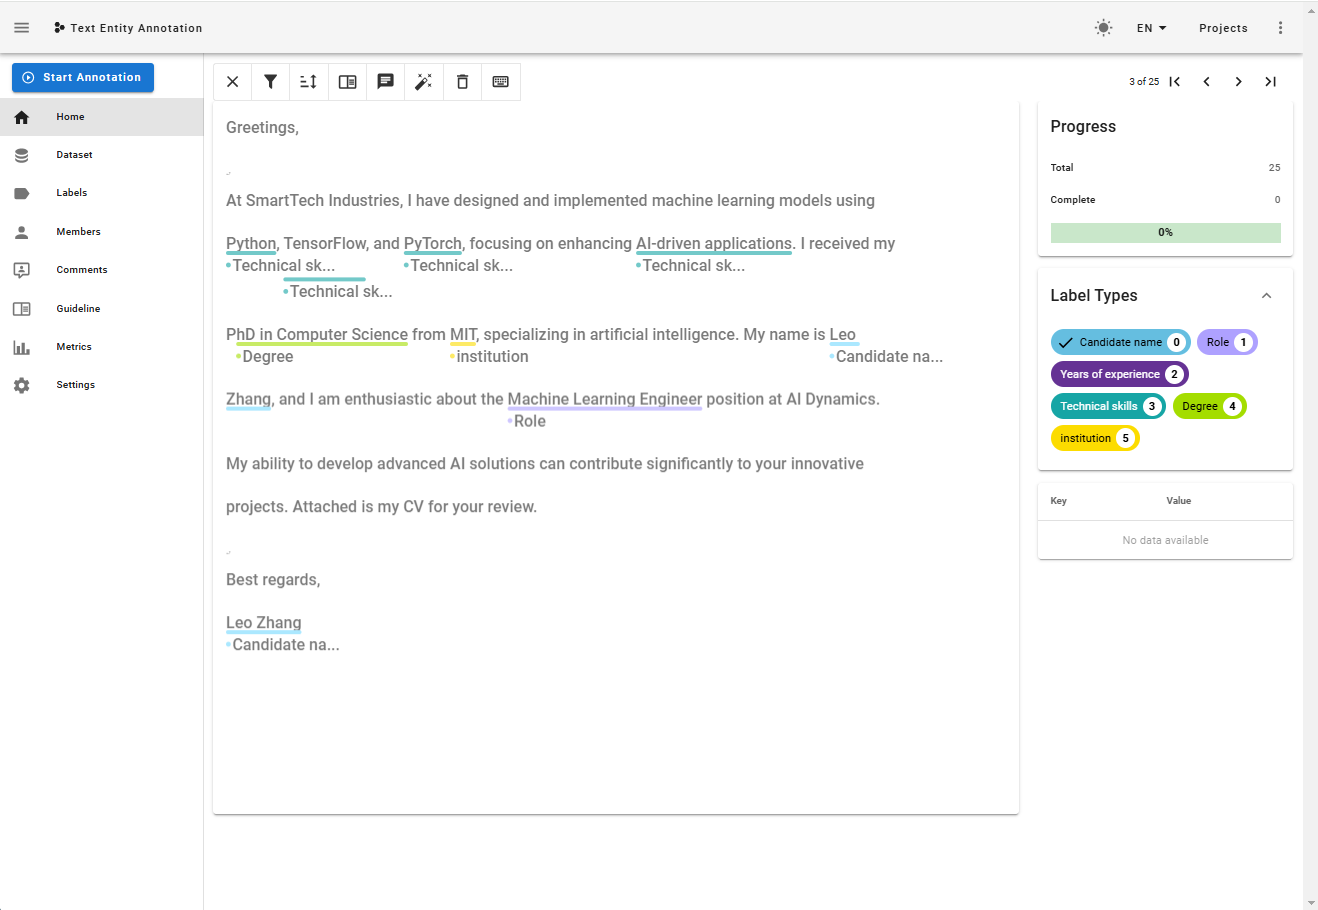 Text Entity Annotation
EN
Projects
Start Annotation
Home
Dataset
Labels
Members
Comments
Guideline
Metrics
Settings
3 of 25
Greetings,
At SmartTech Industries, I have designed and implemented machine learning models using
Python, TensorFlow, and PyTorch, focusing on enhancing AI-driven applications. I received my
Technical sk... Technical sk... Technical sk...
Technical sk...
PhD in Computer Science from MIT, specializing in artificial intelligence. My name is Leo
Degree institution Candidate na...
Zhang, and I am enthusiastic about the Machine Learning Engineer position at AI Dynamics.
Role
My ability to develop advanced AI solutions can contribute significantly to your innovative
projects. Attached is my CV for your review.
Best regards,
Leo Zhang
Candidate na...
Progress
Total 25
Complete 0
0%
Label Types
Candidate name 0 Role 1
Years of experience 2
Technical skills 3 Degree 4
institution 5
Key Value
No data available